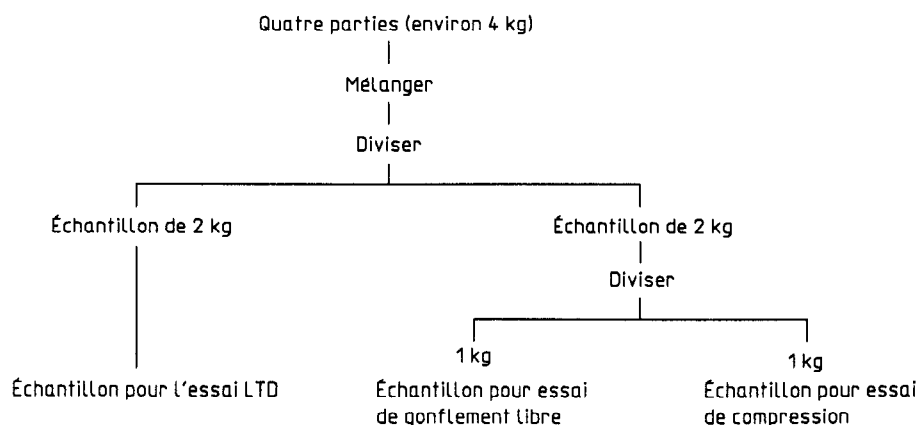 Quatre parties (environ 4 kg)
Mélanger
Diviser
Échantillon de 2 kg
Échantillon de 2 kg
Diviser
1 kg
1 kg
Échantillon pour l'essai LTD
Échantillon pour essai
de gonflement libre
Échantillon pour essai
de compression